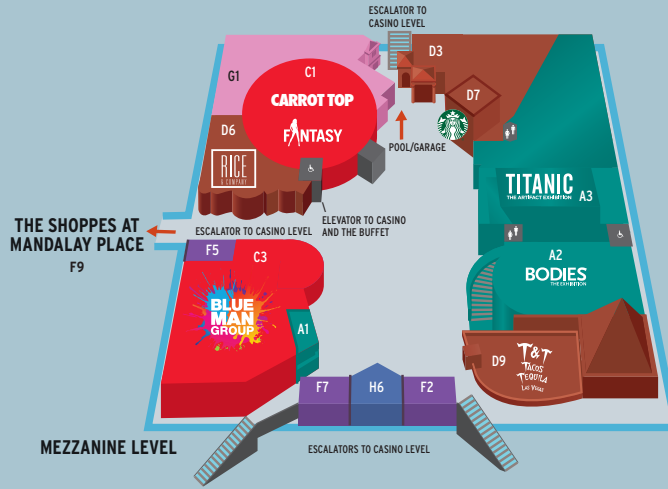 ESCALATOR TO
CASINO LEVEL
D3
G1
C1
CARROT TOP
FANTASY
D7
D6
RICE
& COMPANY
POOL/GARAGE
TITANIC
THE ARTIFACT EXHIBITION
A3
ELEVATOR TO CASINO
AND THE BUFFET
THE SHOPPES AT
MANDALAY PLACE
F9
ESCALATOR TO CASINO LEVEL
F5
C3
A2
BODIES
THE EXHIBITION
BLUE
MAN
GROUP
A1
D9
T&T
TACOS
TEQUILA
LAS VEGAS
F7
H6
F2
MEZZANINE LEVEL
ESCALATORS TO CASINO LEVEL